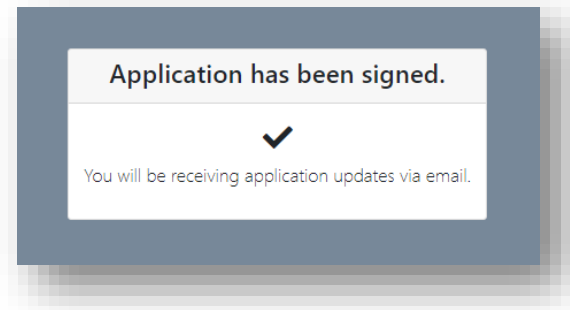 Application has been signed.
You will be receiving application updates via email.